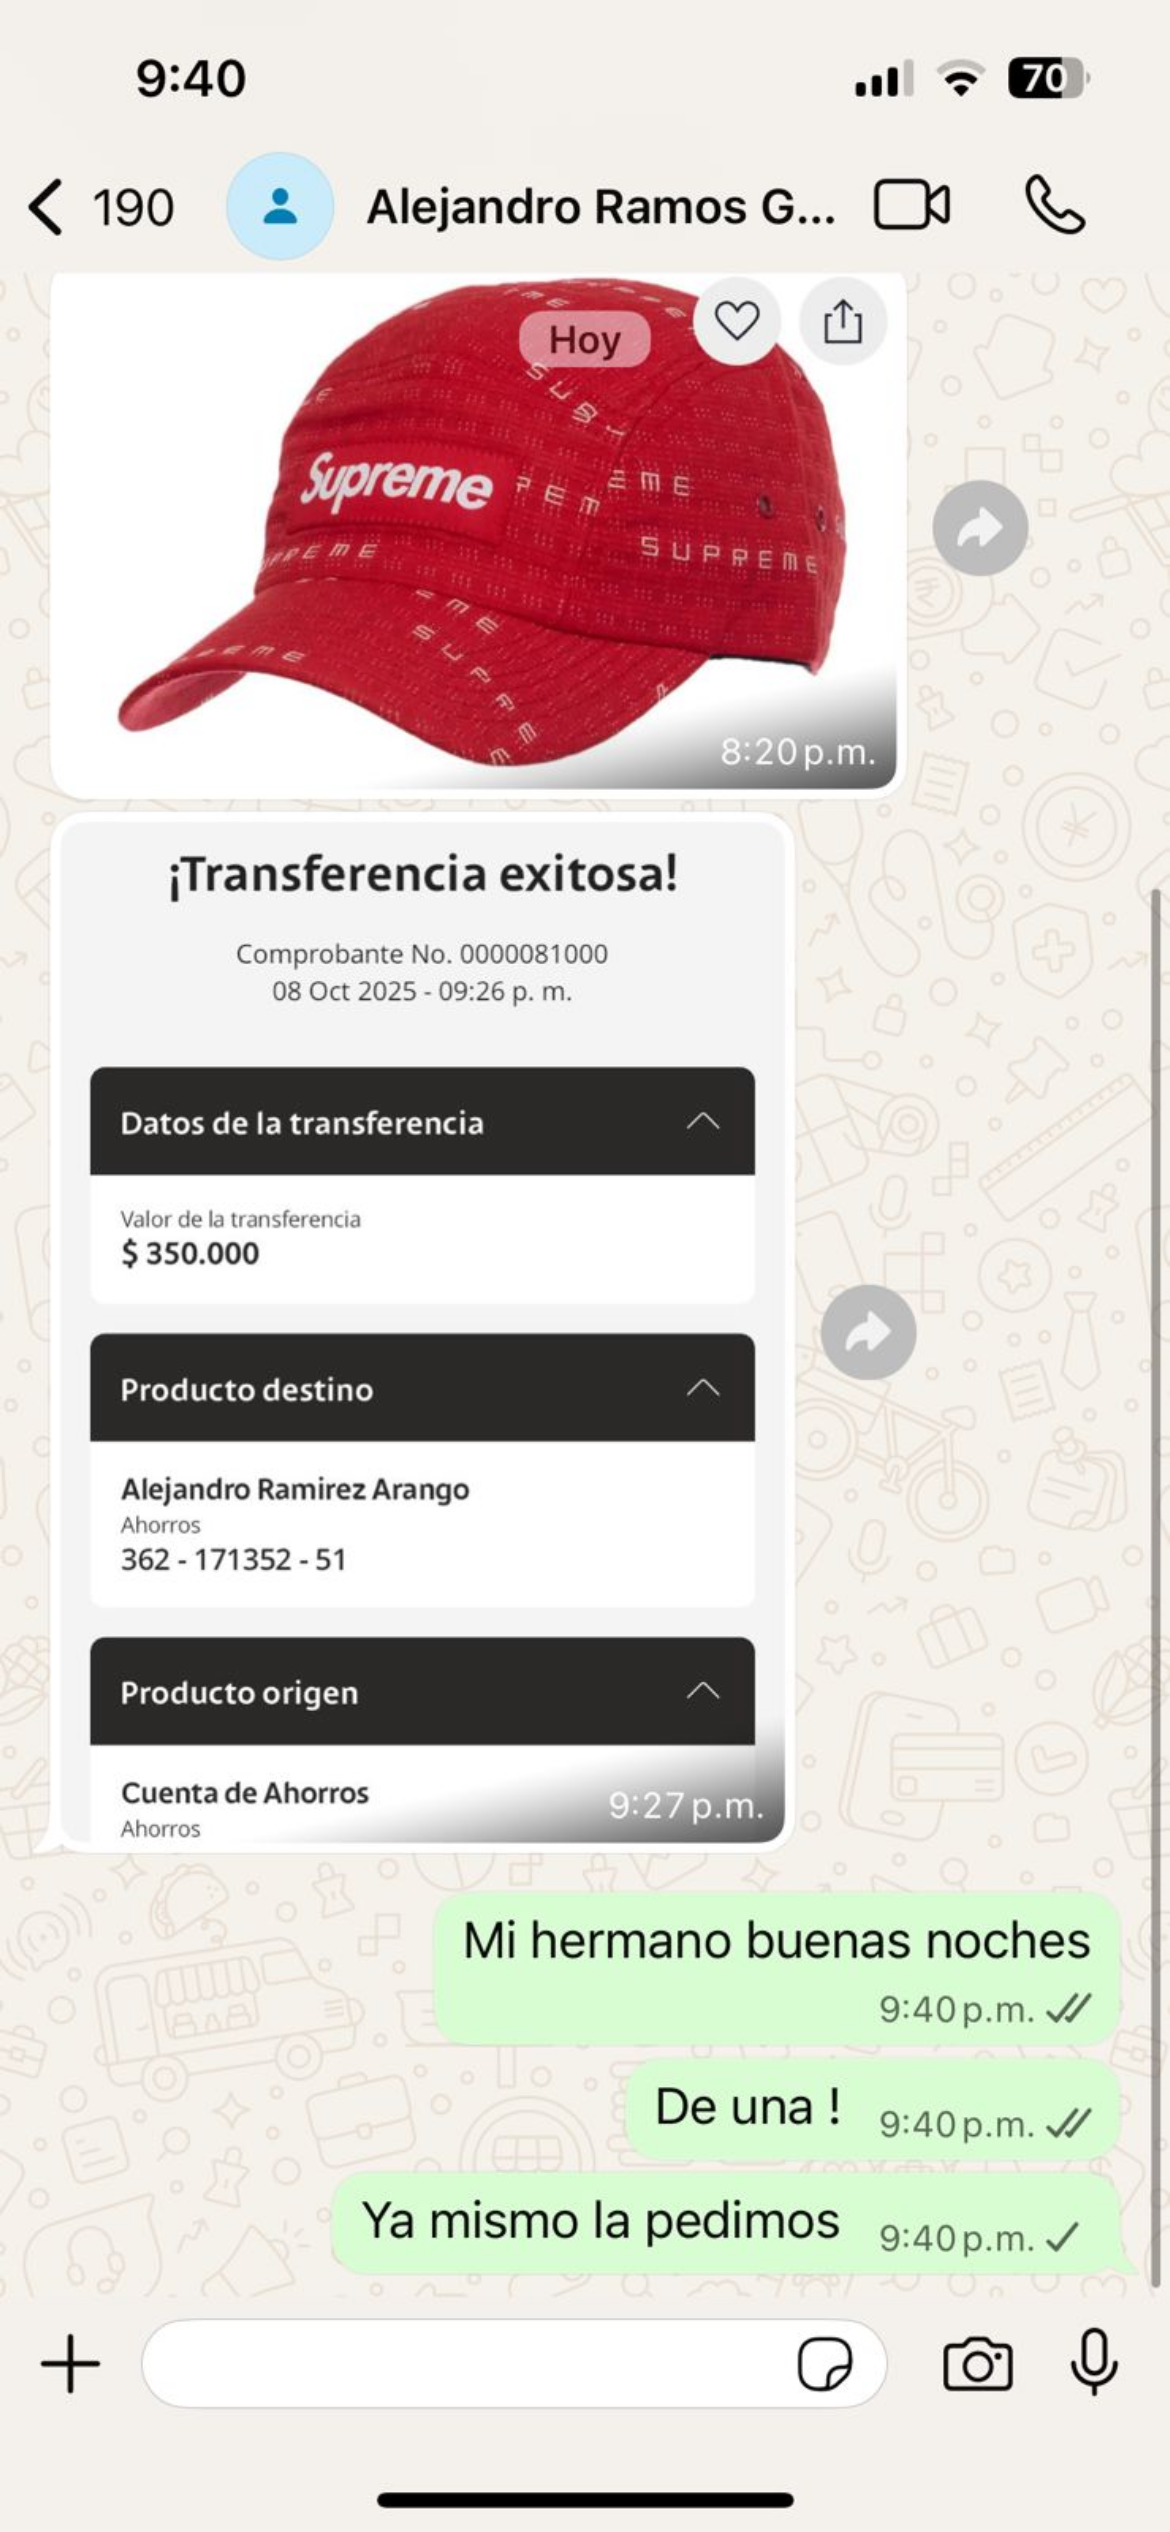 9:40
70
190
Alejandro Ramos G...
Hoy
Supreme
SUPREME
8:20 p.m.
¡Transferencia exitosa!
Comprobante No. 0000081000
08 Oct 2025 - 09:26 p. m.
Datos de la transferencia
Valor de la transferencia
$ 350.000
Producto destino
Alejandro Ramirez Arango
Ahorros
362 - 171352 - 51
Producto origen
Cuenta de Ahorros
Ahorros
9:27 p.m.
Mi hermano buenas noches
9:40 p.m.
De una !
9:40 p.m.
Ya mismo la pedimos
9:40 p.m.